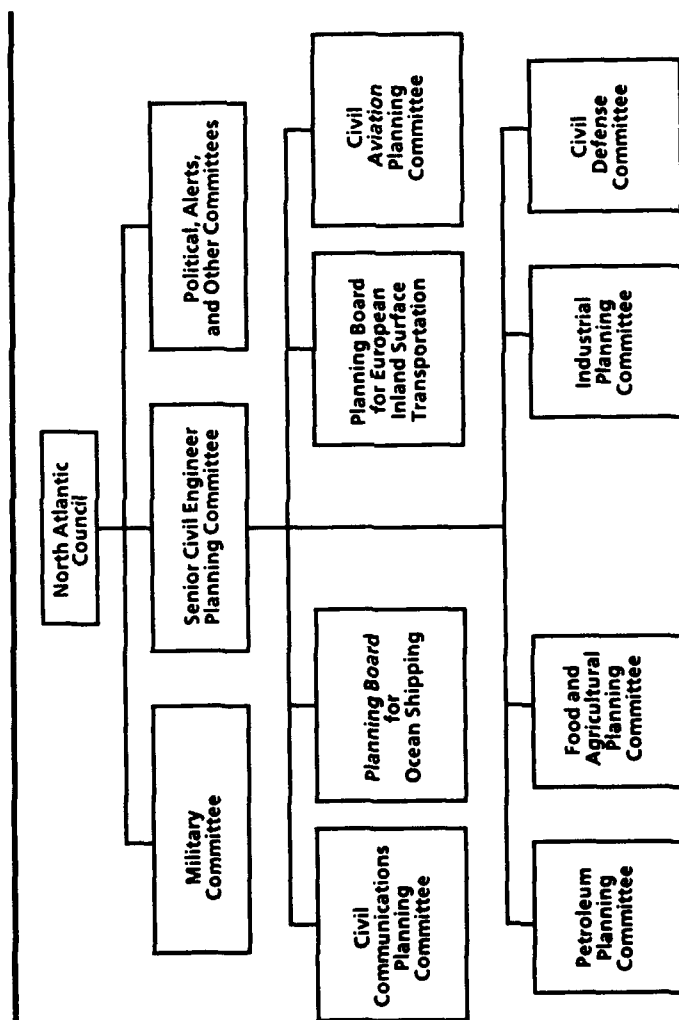 North Atlantic
Council
Military
Committee
Senior Civil Engineer
Planning Committee
Political, Alerts,
and Other Committees
Civil
Communications
Planning
Committee
Planning Board
for
Ocean Shipping
Planning Board
for European
Inland Surface
Transportation
Civil
Aviation
Planning
Committee
Petroleum
Planning
Committee
Food and
Agricultural
Planning
Committee
Industrial
Planning
Committee
Civil
Defense
Committee